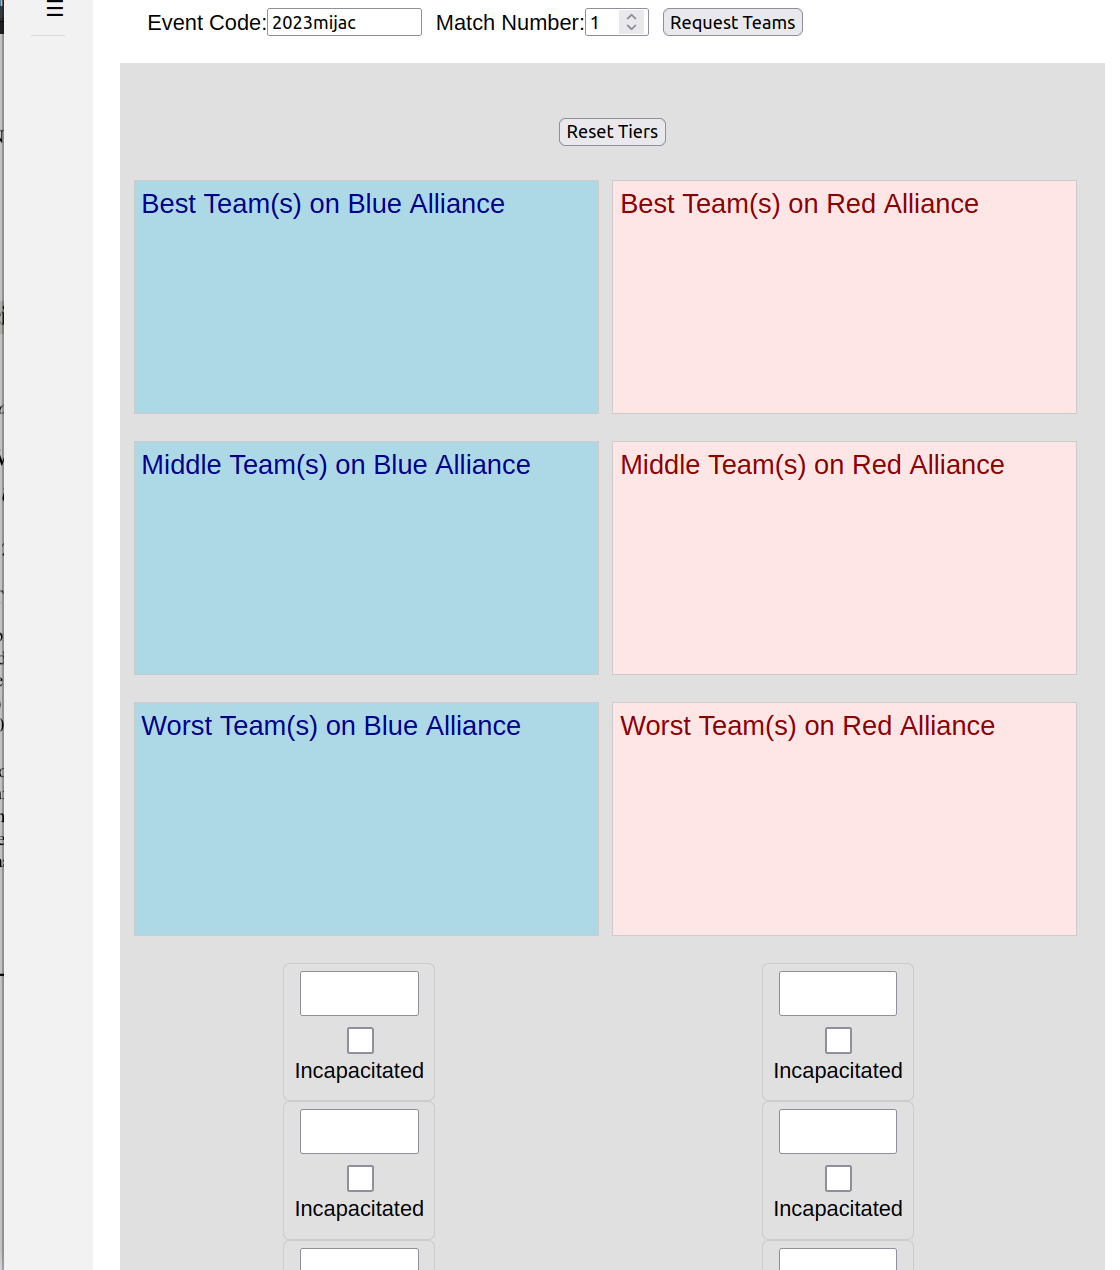 ☰
Event Code: 2023mijac Match Number: 1 Request Teams
Reset Tiers
Best Team(s) on Blue Alliance Best Team(s) on Red Alliance
Middle Team(s) on Blue Alliance Middle Team(s) on Red Alliance
Worst Team(s) on Blue Alliance Worst Team(s) on Red Alliance
Incapacitated Incapacitated
Incapacitated Incapacitated